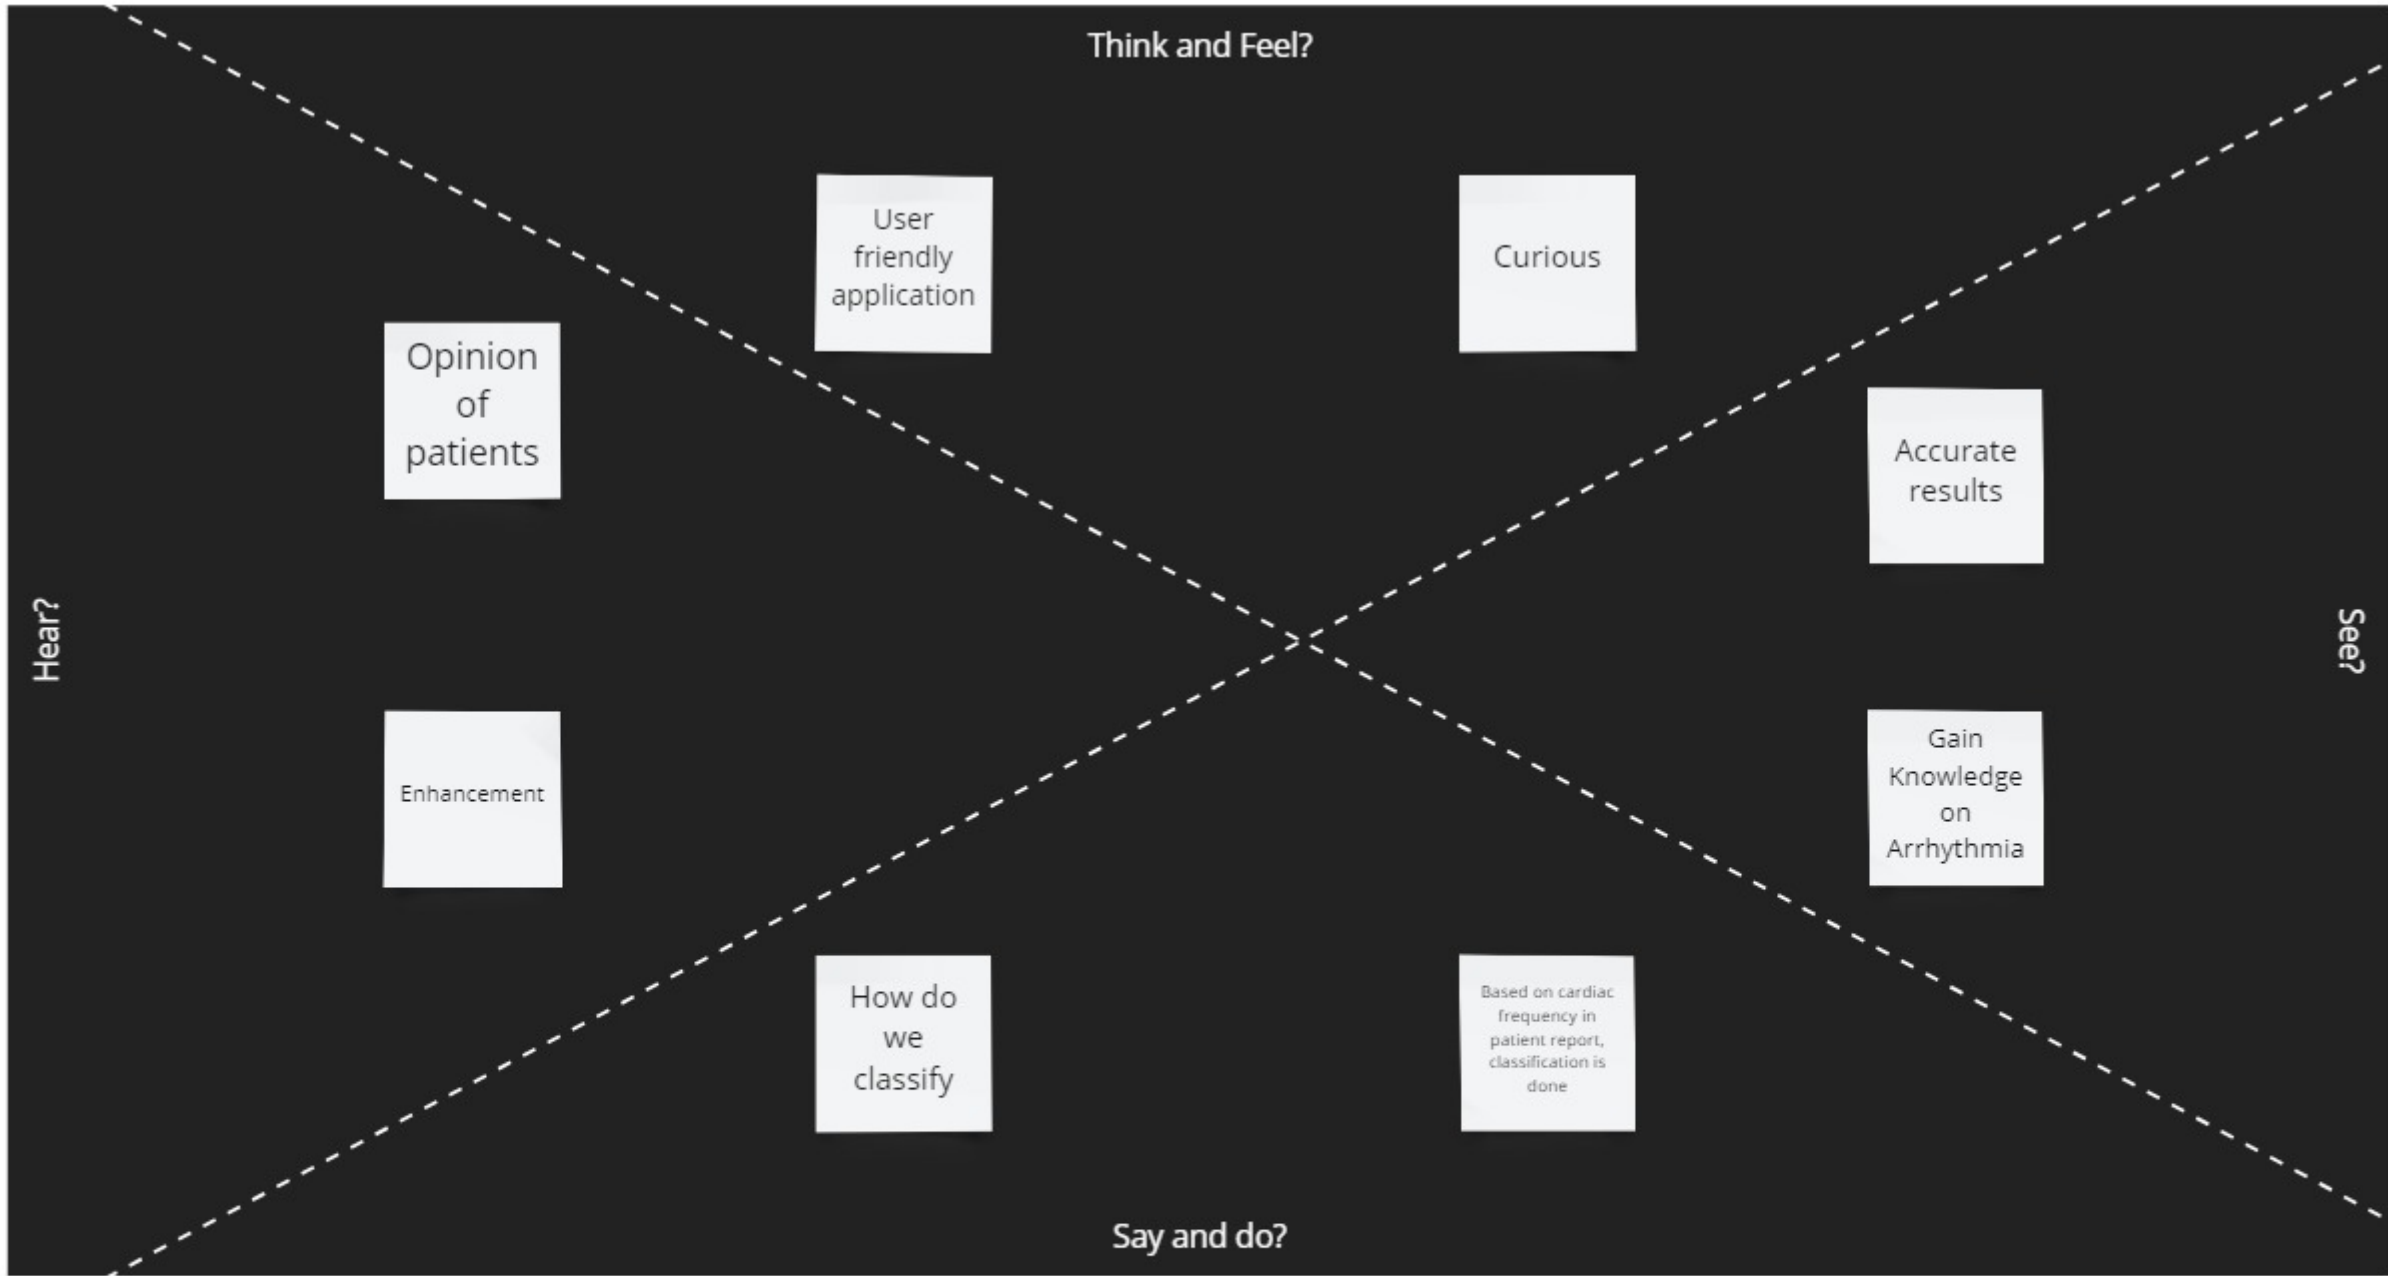 Think and Feel?
User
friendly
application
Curious
Opinion
of
patients
Accurate
results
Hear?
See?
Enhancement
Gain
Knowledge
on
Arrhythmia
How do
we
classify
Based on cardiac
frequency in
patient report,
classification is
done
Say and do?